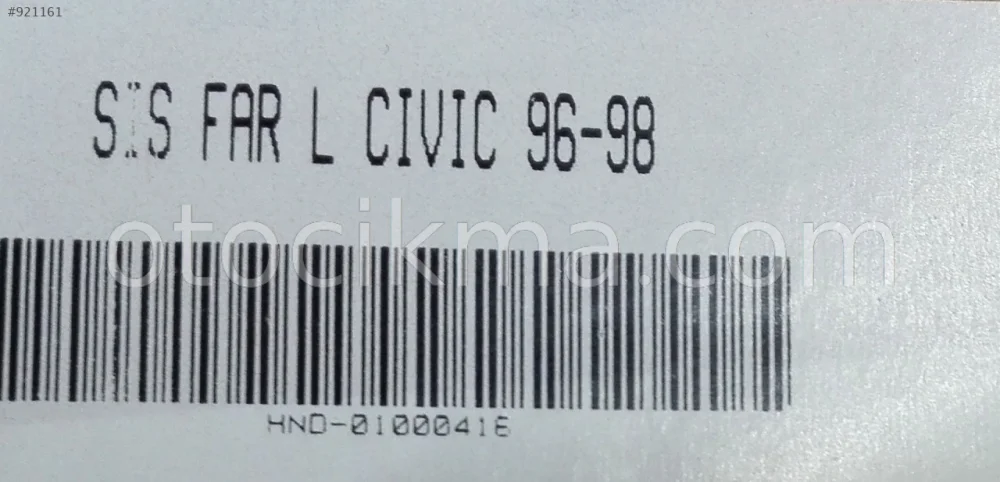 #921161
SİS FAR L CIVIC 96-98
otocikma.com
HND-0100041E